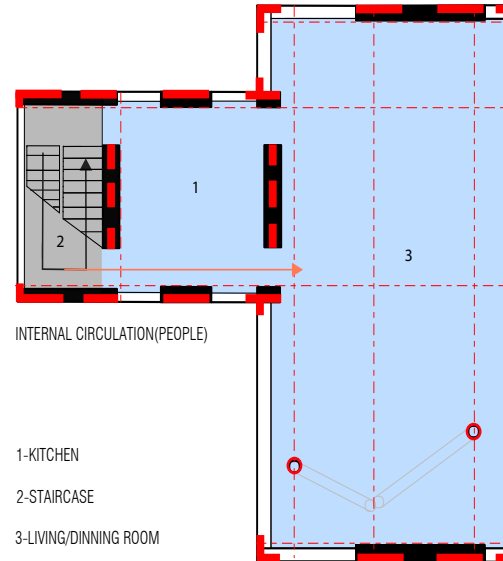 1
2
3
INTERNAL CIRCULATION(PEOPLE)
1-KITCHEN
2-STAIRCASE
3-LIVING/DINNING ROOM